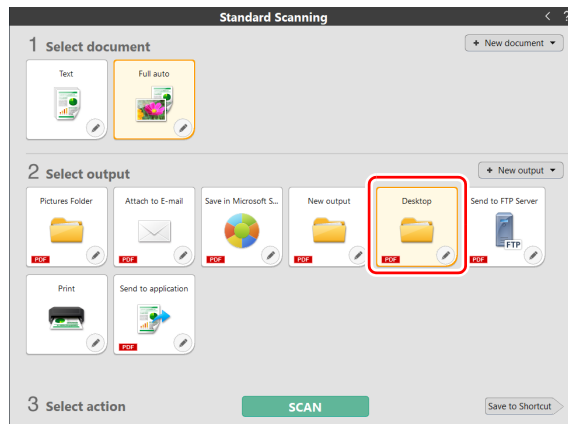 Standard Scanning
< ?
1 Select document
+ New document
Text
Full auto
2 Select output
+ New output
Pictures Folder
Attach to E-mail
Save in Microsoft S...
New output
Desktop
Send to FTP Server
PDF
PDF
PDF
PDF
PDF
FTP
PDF
Print
Send to application
PDF
3 Select action
SCAN
Save to Shortcut